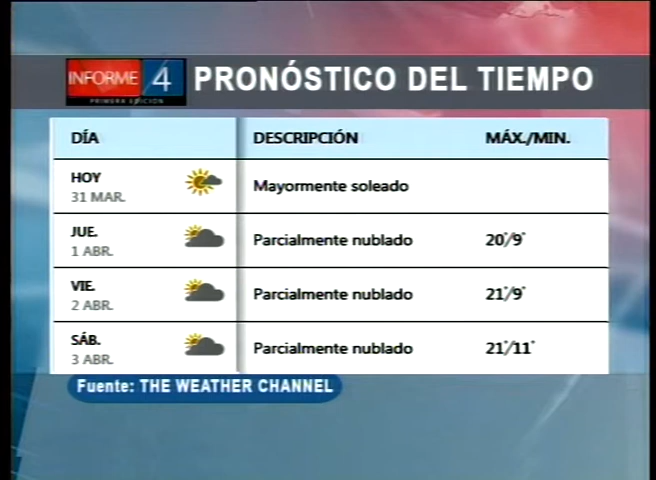 INFORME 4 PRONÓSTICO DEL TIEMPO
PRIMERA EDICIÓN
DÍA DESCRIPCIÓN MÁX./MIN.
HOY
31 MAR. Mayormente soleado
JUE.
1 ABR. Parcialmente nublado 20°/9°
VIE.
2 ABR. Parcialmente nublado 21°/9°
SÁB.
3 ABR. Parcialmente nublado 21°/11°
Fuente: THE WEATHER CHANNEL